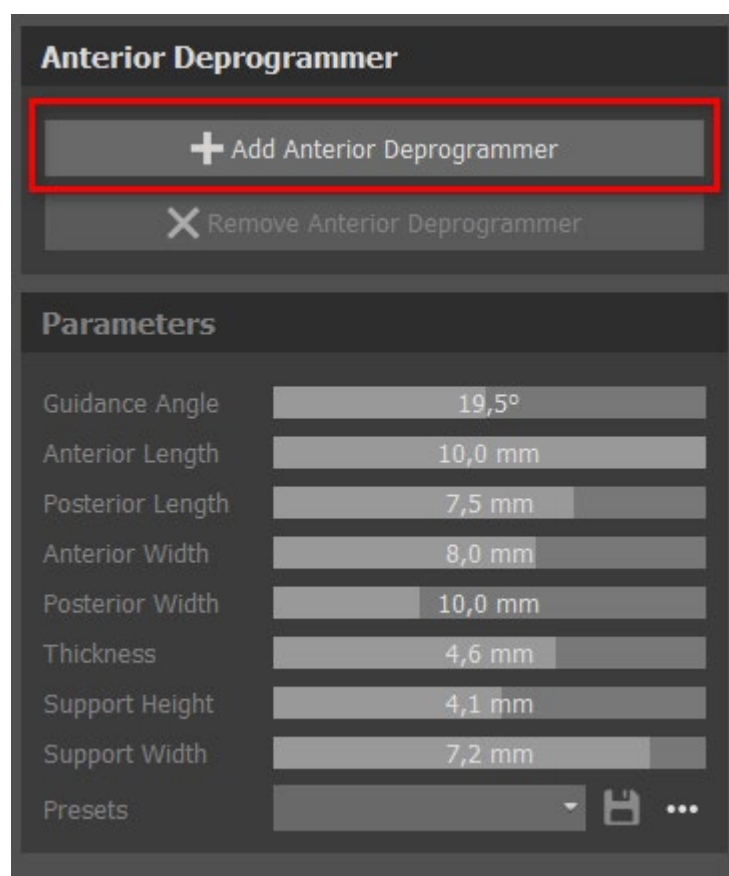 Anterior Deprogrammer
Add Anterior Deprogrammer
Remove Anterior Deprogrammer
Parameters
Guidance Angle 19,5º
Anterior Length 10,0 mm
Posterior Length 7,5 mm
Anterior Width 8,0 mm
Posterior Width 10,0 mm
Thickness 4,6 mm
Support Height 4,1 mm
Support Width 7,2 mm
Presets